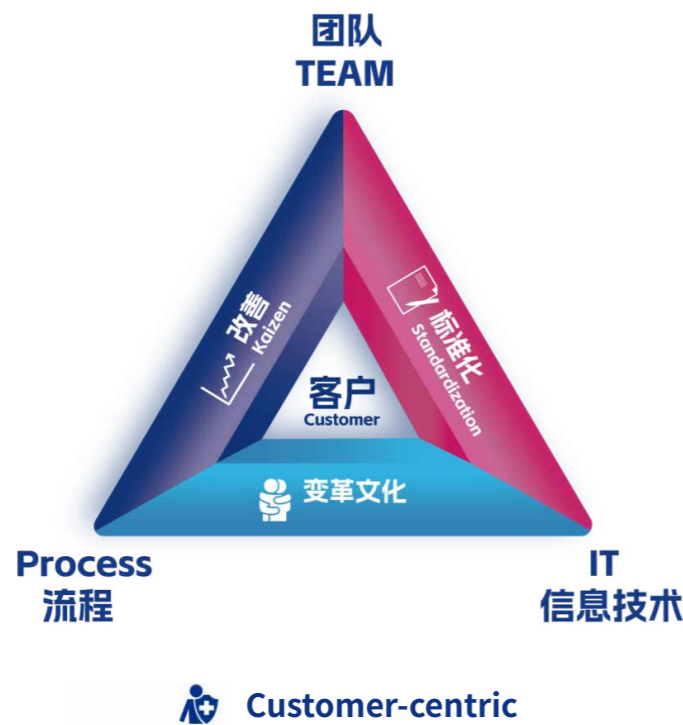 团队
TEAM
改善
Kaizen
标准化
Standardization
客户
Customer
变革文化
Process
流程
IT
信息技术
Customer-centric